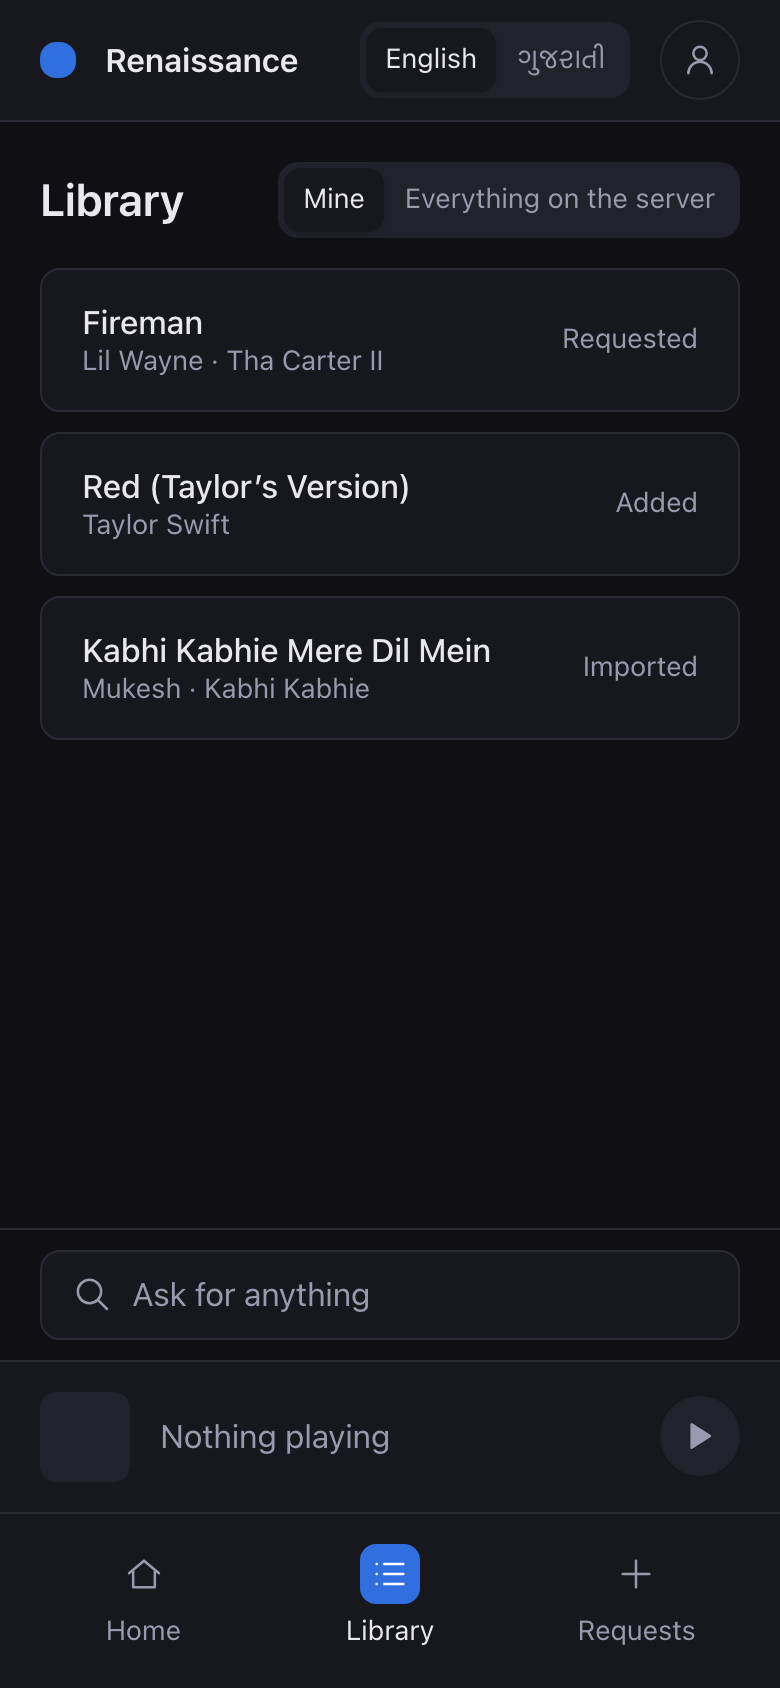 Renaissance
English
ગુજરાતી
Library
Mine
Everything on the server
Fireman
Lil Wayne · Tha Carter II
Requested
Red (Taylor’s Version)
Taylor Swift
Added
Kabhi Kabhie Mere Dil Mein
Mukesh · Kabhi Kabhie
Imported
Ask for anything
Nothing playing
Home
Library
Requests